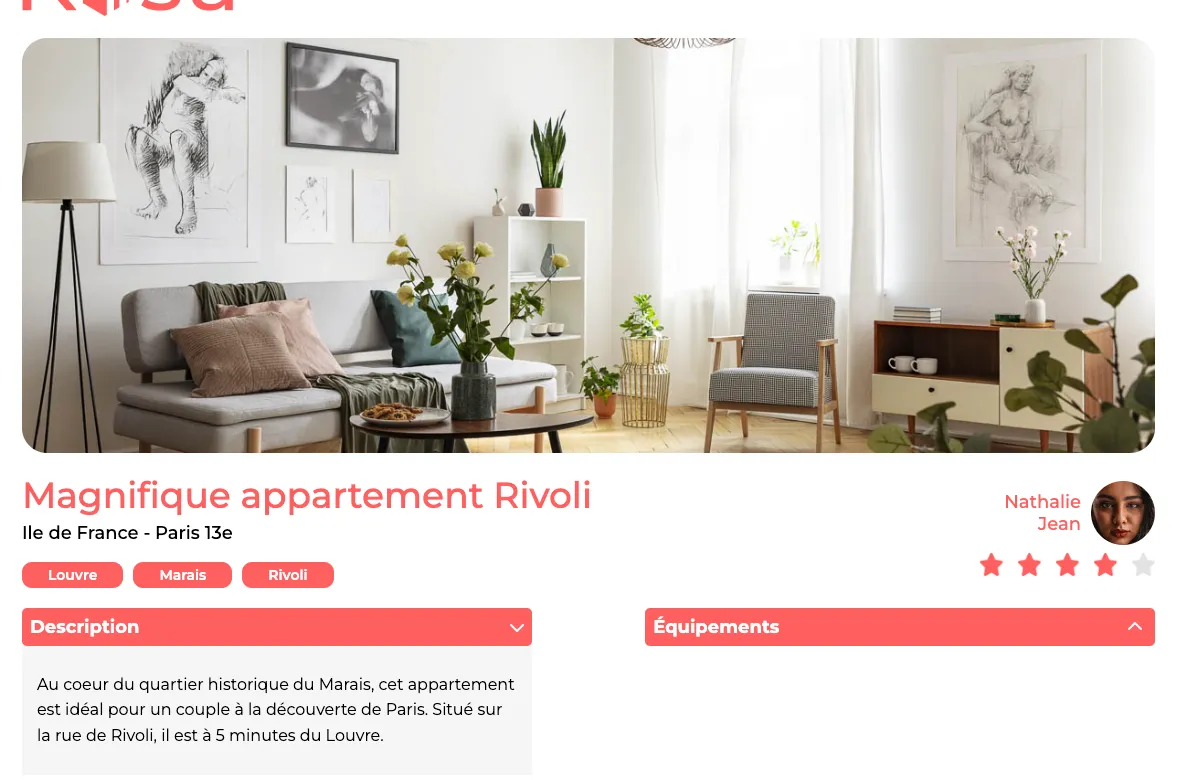 Magnifique appartement Rivoli
Ile de France - Paris 13e
Nathalie
Jean
Louvre
Marais
Rivoli
Description
Équipements
Au coeur du quartier historique du Marais, cet appartement
est idéal pour un couple à la découverte de Paris. Situé sur
la rue de Rivoli, il est à 5 minutes du Louvre.